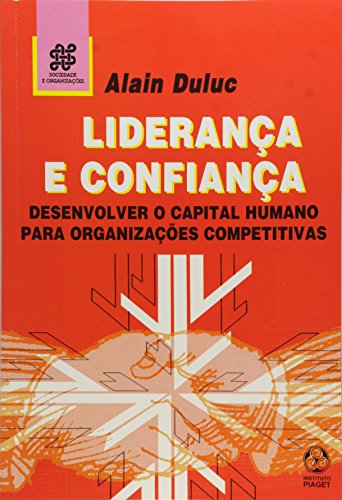 SOCIEDADE
E ORGANIZAÇÕES
Alain Duluc
LIDERANÇA
E CONFIANÇA
DESENVOLVER O CAPITAL HUMANO
PARA ORGANIZAÇÕES COMPETITIVAS
INSTITUTO
PIAGET